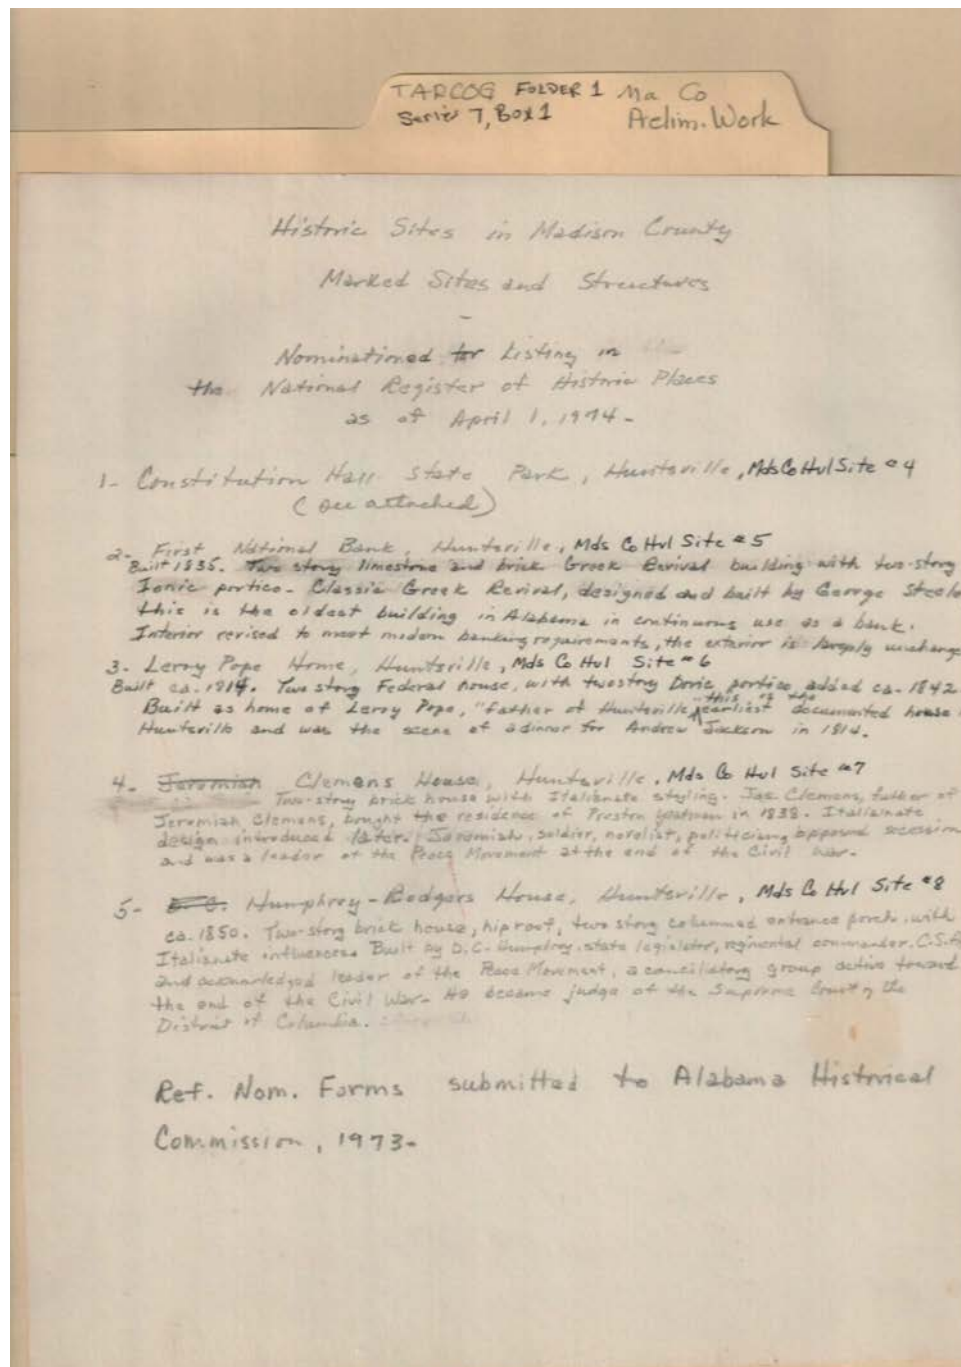 TARCOG FOLDER 1 Ma Co
Series 7, Box 1 Prelim. Work
Historic Sites in Madison County
Marked Sites and Structures
-
Nominationed for Listing in
the National Register of Historic Places
as of April 1, 1974-
1- Constitution Hall State Park, Huntsville, Mds Co Hvl Site #4
(see attached)
2- First National Bank, Huntsville, Mds Co Hvl Site #5
Built 1835. Two story limestone and brick Greek Revival building with two-story
Ionic portico- Classic Greek Revival, designed and built by George Steele
this is the oldest building in Alabama in continuous use as a bank.
Interior revised to meet modern banking requirements, the exterior is largely unchange
3- Leroy Pope Home, Huntsville, Mds Co Hvl Site #6
Built ca. 1814. Two story Federal house, with two story Doric portico, added ca. 1842
Built as home of Leroy Pope, "father of Huntsville, this is the earliest documented house
Huntsville and was the scene of a dinner for Andrew Jackson in 1814.
4- Jeremiah Clemens House, Huntsville, Mds Co Hvl Site #7
Two-story brick house with Italianate styling. Jas Clemens, father of
Jeremiah Clemens, bought the residence of Preston Yeatman in 1838. Italianate
design introduced later. Jeremiah, soldier, novelist, politician, opposed secession
and was a leader of the Peace Movement at the end of the Civil War-
5- D. C. Humphrey-Rodgers House, Huntsville, Mds Co Hvl Site #8
ca. 1850. Two-story brick house, hip roof, two story columned entrance porch, with
Italianate influences. Built by D.C. Humphrey, state legislator, regimental commander C.S.A
and acknowledged leader of the Peace Movement, a conciliatory group active toward
the end of the Civil War- He became judge of the Supreme Court of the
District of Columbia.
Ref. Nom. Forms submitted to Alabama Historical
Commission, 1973-